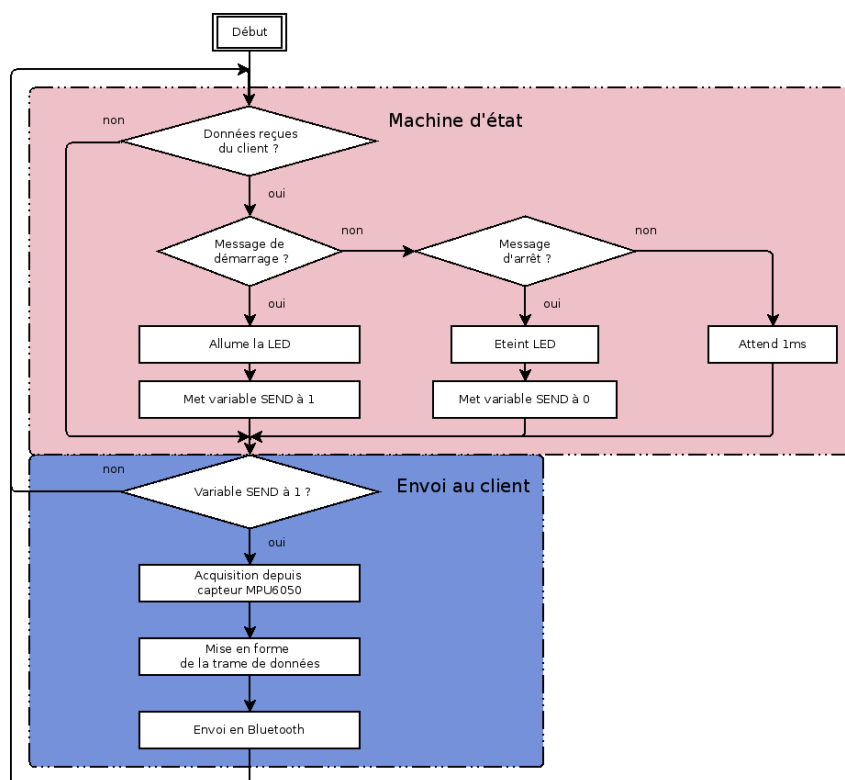 Début
non
Données reçues
du client ?
Machine d'état
oui
Message de
démarrage ?
non
Message
d'arrêt ?
non
oui
oui
Allume la LED
Eteint LED
Attend 1ms
Met variable SEND à 1
Met variable SEND à 0
non
Variable SEND à 1 ?
Envoi au client
oui
Acquisition depuis
capteur MPU6050
Mise en forme
de la trame de données
Envoi en Bluetooth